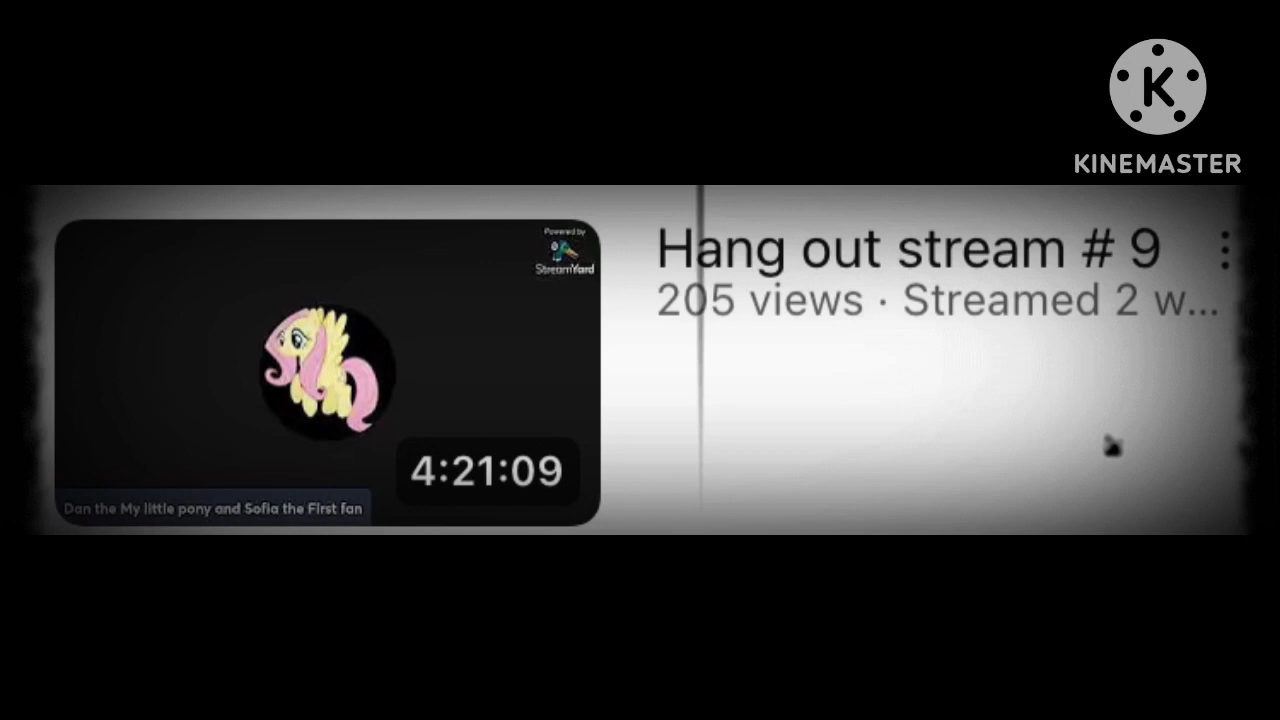 KINEMASTER
Powered by
StreamYard
Hang out stream # 9
205 views · Streamed 2 w...
4:21:09
Dan the My little pony and Sofia the First fan